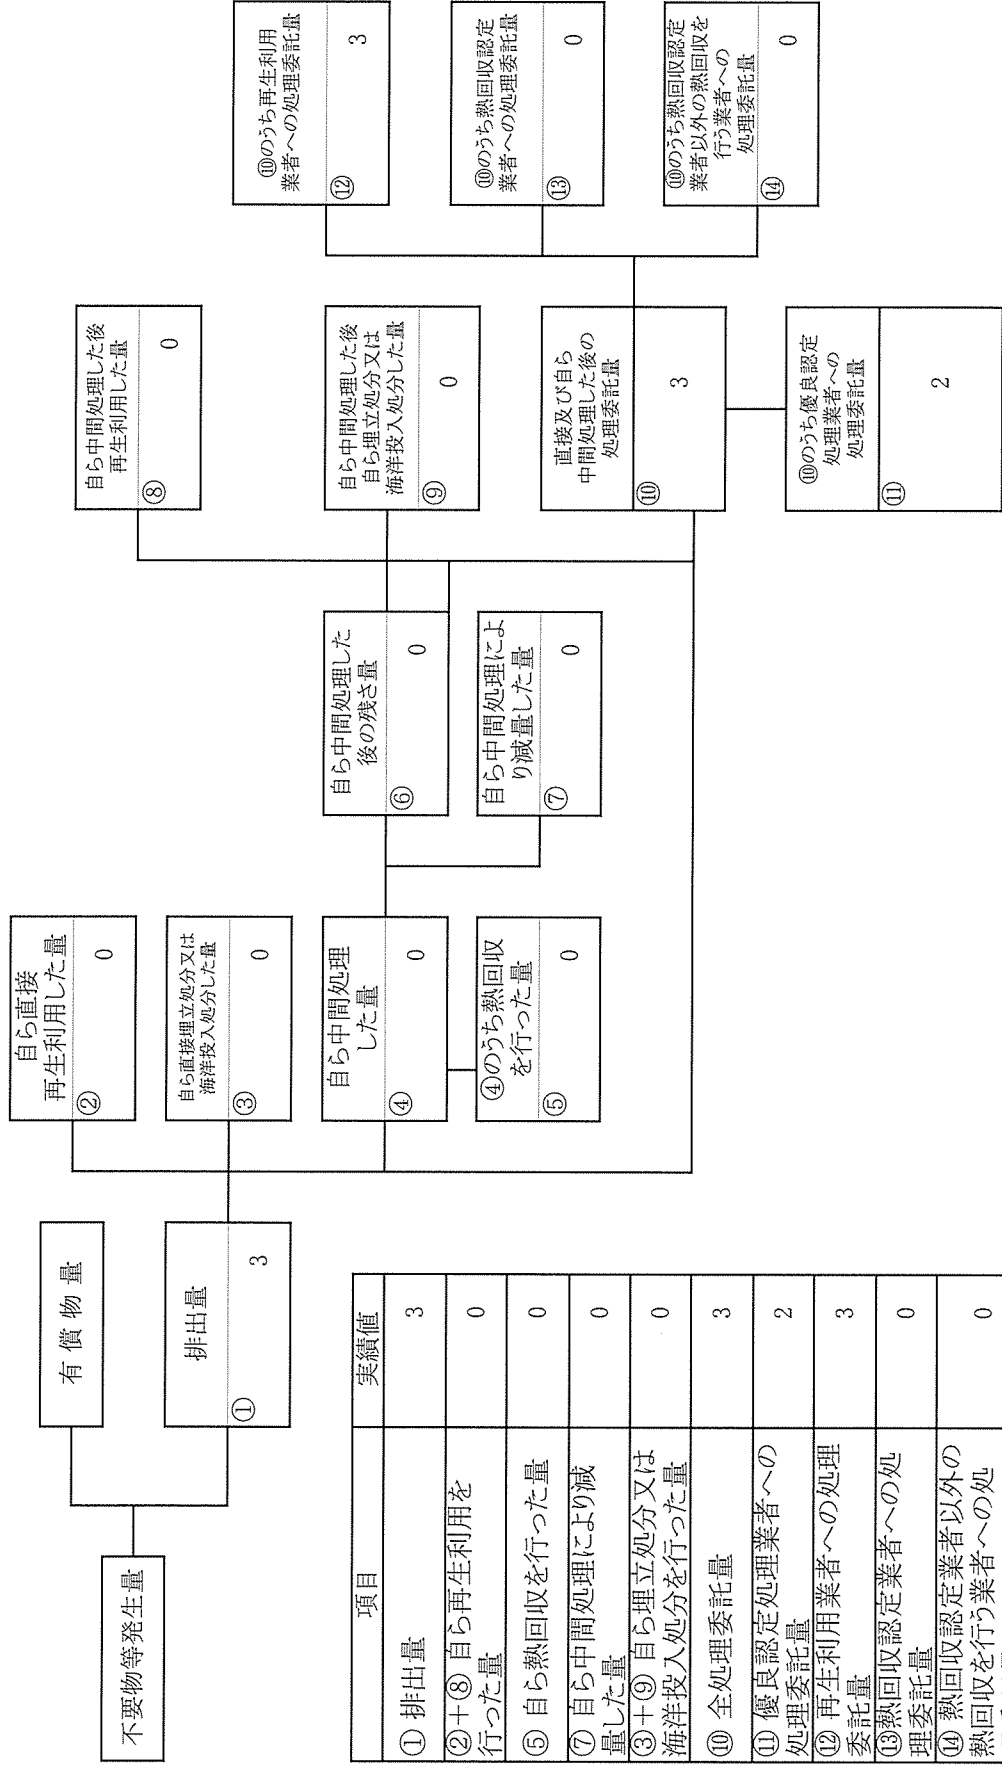 不要物等発生量
有 償 物 量
排出量
① 3
自ら直接
再生利用した量
② 0
自ら直接埋立処分又は
海洋投入処分した量
③ 0
自ら中間処理
した量
④ 0
④のうち熱回収
を行った量
⑤ 0
自ら中間処理した
後の残さ量
⑥ 0
自ら中間処理によ
り減量した量
⑦ 0
自ら中間処理した後
再生利用した量
⑧ 0
自ら中間処理した後
自ら埋立処分又は
海洋投入処分した量
⑨ 0
直接及び自ら
中間処理した後の
処理委託量
⑩ 3
⑩のうち優良認定
処理業者への
処理委託量
⑪ 2
⑩のうち再生利用
業者への処理委託量
⑫ 3
⑩のうち熱回収認定
業者への処理委託量
⑬ 0
⑩のうち熱回収認定
業者以外の熱回収を
行う業者への
処理委託量
⑭ 0
項目 実績値
① 排出量 3
②+⑧ 自ら再生利用を
行った量 0
⑤ 自ら熱回収を行った量 0
⑦ 自ら中間処理により減
量した量 0
③+⑨ 自ら埋立処分又は
海洋投入処分を行った量 0
⑩ 全処理委託量 3
⑪ 優良認定処理業者への
処理委託量 2
⑫ 再生利用業者への処理
委託量 3
⑬熱回収認定業者への処
理委託量 0
⑭ 熱回収認定業者以外の
熱回収を行う業者への処 0